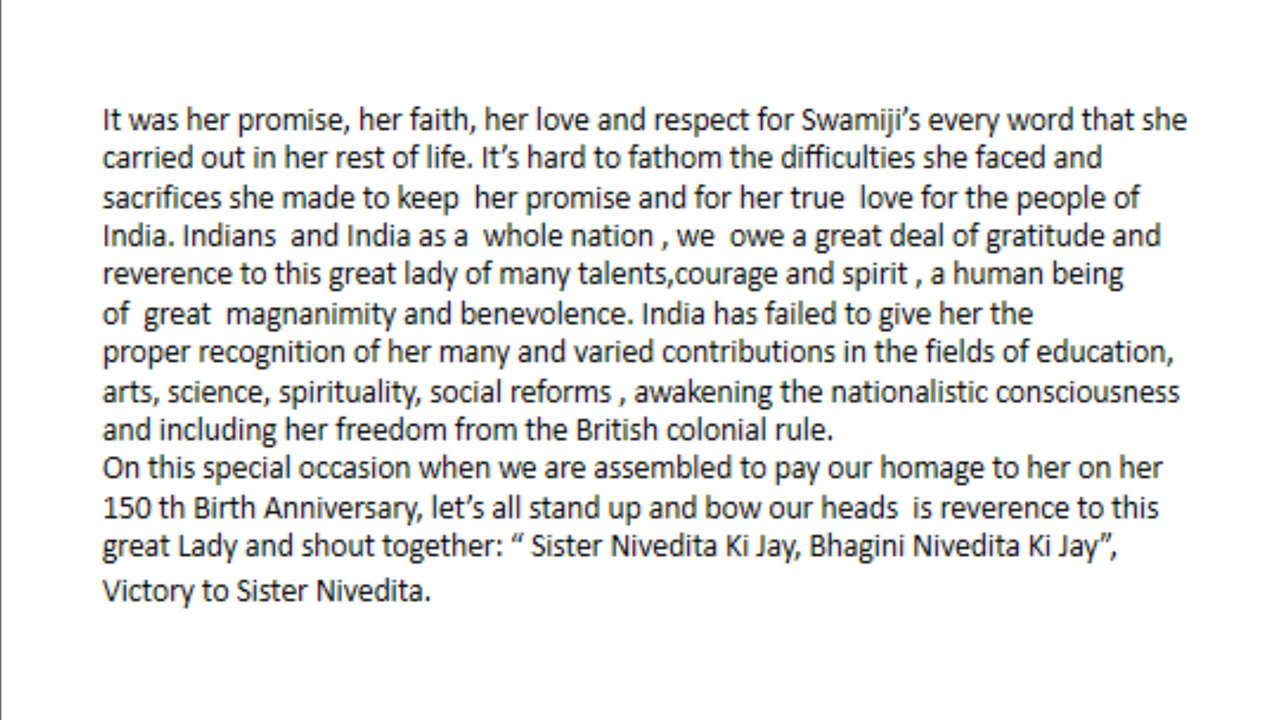 It was her promise, her faith, her love and respect for Swamiji’s every word that she
carried out in her rest of life. It’s hard to fathom the difficulties she faced and
sacrifices she made to keep  her promise and for her true  love for the people of
India. Indians  and India as a  whole nation , we  owe a great deal of gratitude and
reverence to this great lady of many talents,courage and spirit , a human being
of  great  magnanimity and benevolence. India has failed to give her the
proper recognition of her many and varied contributions in the fields of education,
arts, science, spirituality, social reforms , awakening the nationalistic consciousness
and including her freedom from the British colonial rule.
On this special occasion when we are assembled to pay our homage to her on her
150 th Birth Anniversary, let’s all stand up and bow our heads  is reverence to this
great Lady and shout together: “ Sister Nivedita Ki Jay, Bhagini Nivedita Ki Jay”,
Victory to Sister Nivedita.